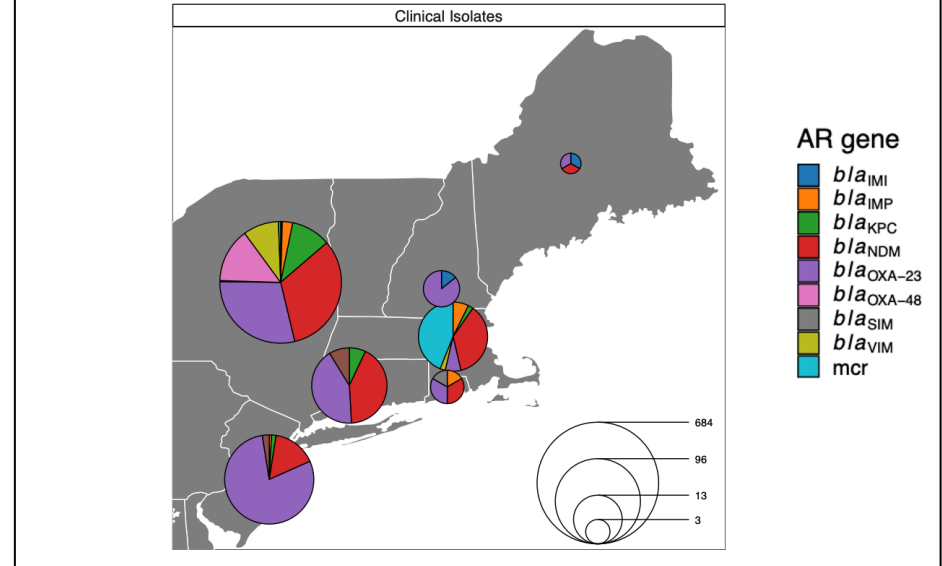 Clinical Isolates
AR gene
blaIMI
blaIMP
blaKPC
blaNDM
blaOXA−23
blaOXA−48
blaSIM
blaVIM
mcr
684
96
13
3